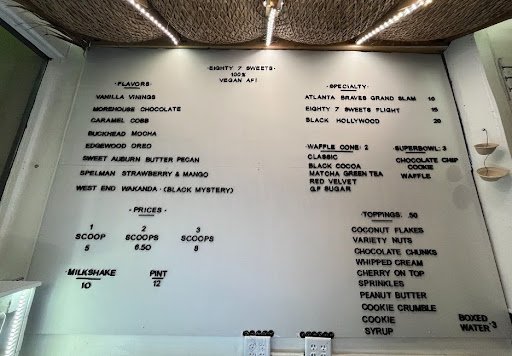 EIGHTY 7 SWEETS
100%
VEGAN AF!
·FLAVORS·
VANILLA VININGS
MOREHOUSE CHOCOLATE
CARAMEL COBB
BUCKHEAD MOCHA
EDGEWOOD OREO
SWEET AUBURN BUTTER PECAN
SPELMAN STRAWBERRY & MANGO
WEST END WAKANDA · (BLACK MYSTERY)
·PRICES·
1 2 3
SCOOP SCOOPS SCOOPS
5 6.50 8
·MILKSHAKE PINT
10 12
·SPECIALTY·
ATLANTA BRAVES GRAND SLAM 10
EIGHTY 7 SWEETS FLIGHT 15
BLACK HOLLYWOOD 20
·WAFFLE CONE: 2
CLASSIC
BLACK COCOA
MATCHA GREEN TEA
RED VELVET
G.F SUGAR
·SUPERBOWL: 3
CHOCOLATE CHIP
COOKIE
WAFFLE
·TOPPINGS: .50
COCONUT FLAKES
VARIETY NUTS
CHOCOLATE CHUNKS
WHIPPED CREAM
CHERRY ON TOP
SPRINKLES
PEANUT BUTTER
COOKIE CRUMBLE
COOKIE
SYRUP
BOXED
WATER 3